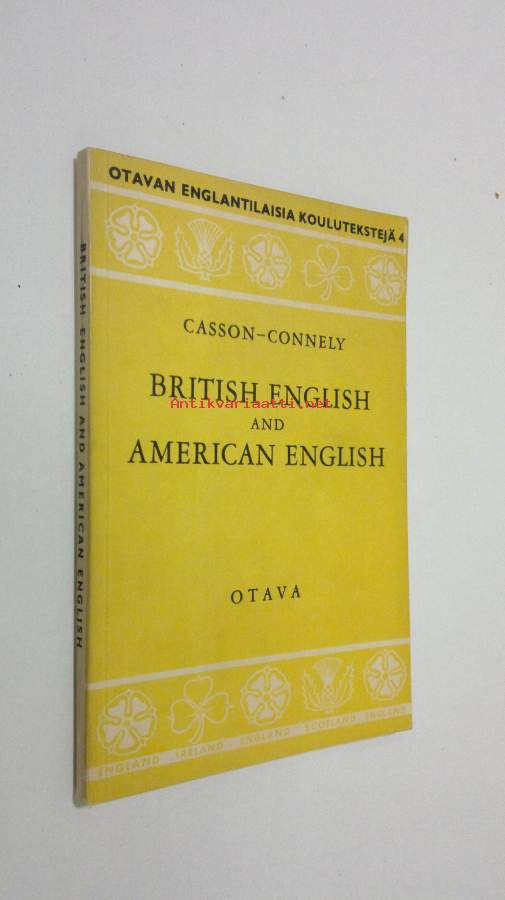 OTAVAN ENGLANTILAISIA KOULUTEKSTEJÄ 4
CASSON–CONNELY
BRITISH ENGLISH
Antikvariaatti.net
AND
AMERICAN ENGLISH
OTAVA
ENGLAND · IRELAND · ENGLAND · SCOTLAND · ENGLAND
BRITISH ENGLISH AND AMERICAN ENGLISH